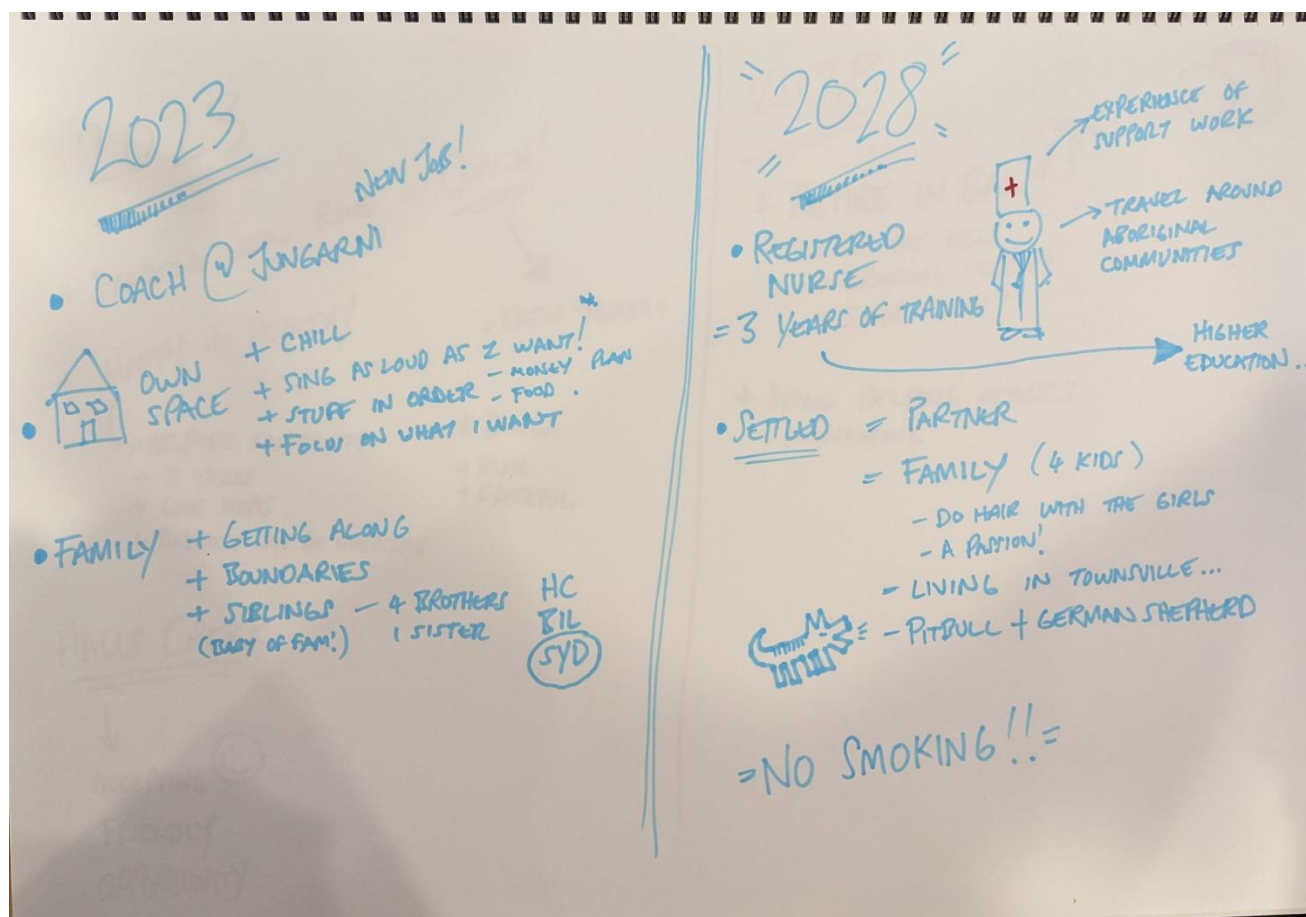 2023
NEW JOB!
• COACH @ JUNGARNI
• OWN SPACE
+ CHILL
+ SING AS LOUD AS I WANT! *
+ STUFF IN ORDER - MONEY PLAN
- FOOD.
+ FOCUS ON WHAT I WANT
• FAMILY + GETTING ALONG
+ BOUNDARIES
+ SIBLINGS - 4 BROTHERS
(BABY OF FAM!) 1 SISTER
HC
BIL
SYD
"2028"
• REGISTERED
NURSE
= 3 YEARS OF TRAINING
EXPERIENCE OF
SUPPORT WORK
TRAVEL AROUND
ABORIGINAL
COMMUNITIES
HIGHER
EDUCATION...
• SETTLED = PARTNER
= FAMILY (4 KIDS)
- DO HAIR WITH THE GIRLS
- A PASSION!
- LIVING IN TOWNSVILLE...
- PITBULL + GERMAN SHEPHERD
= NO SMOKING!! =
HALLS
FRIENDLY
OPPORTUNITY